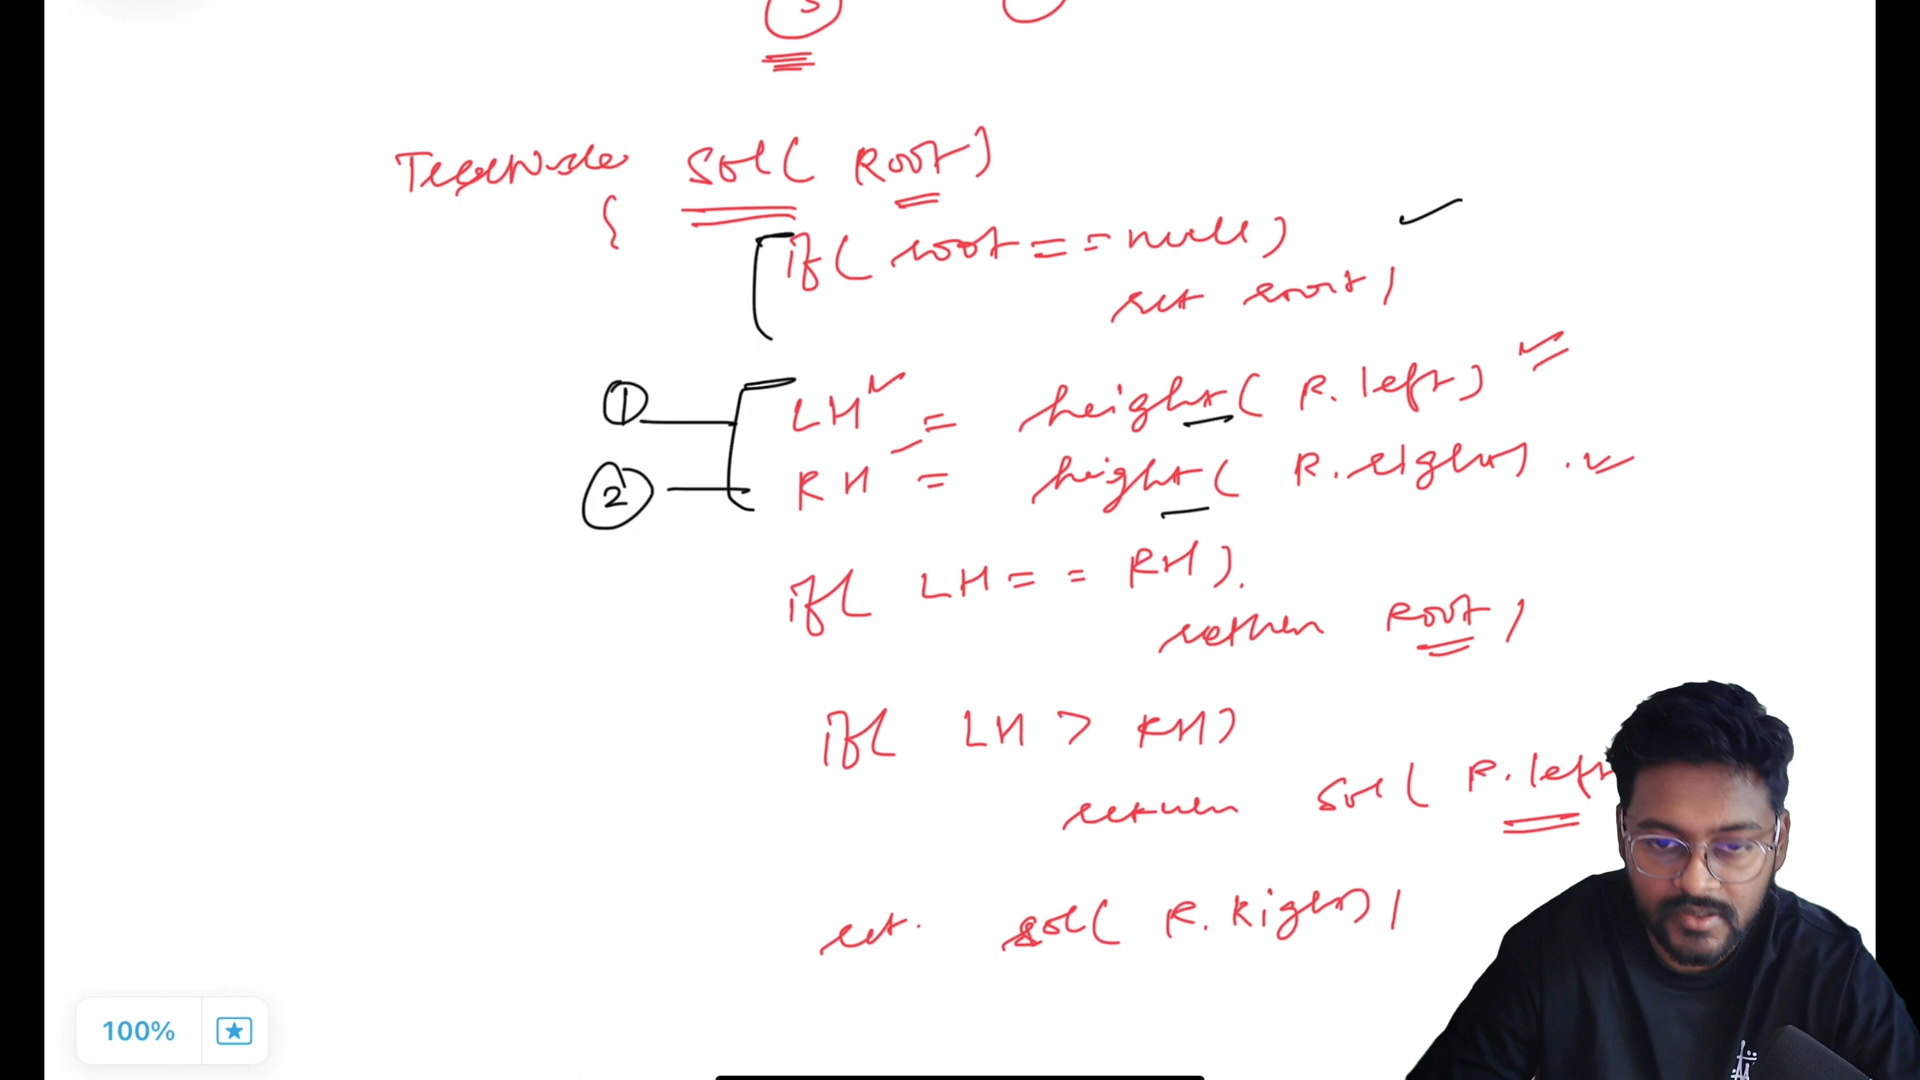 3
TreeNode sol( Root)
{
if( root == null)
ret root;
① LH = height( R.left)
② RH = height( R.right).
if( LH == RH).
return Root;
if( LH > RH)
return sol( R.left
ret. sol( R.Right);
100%